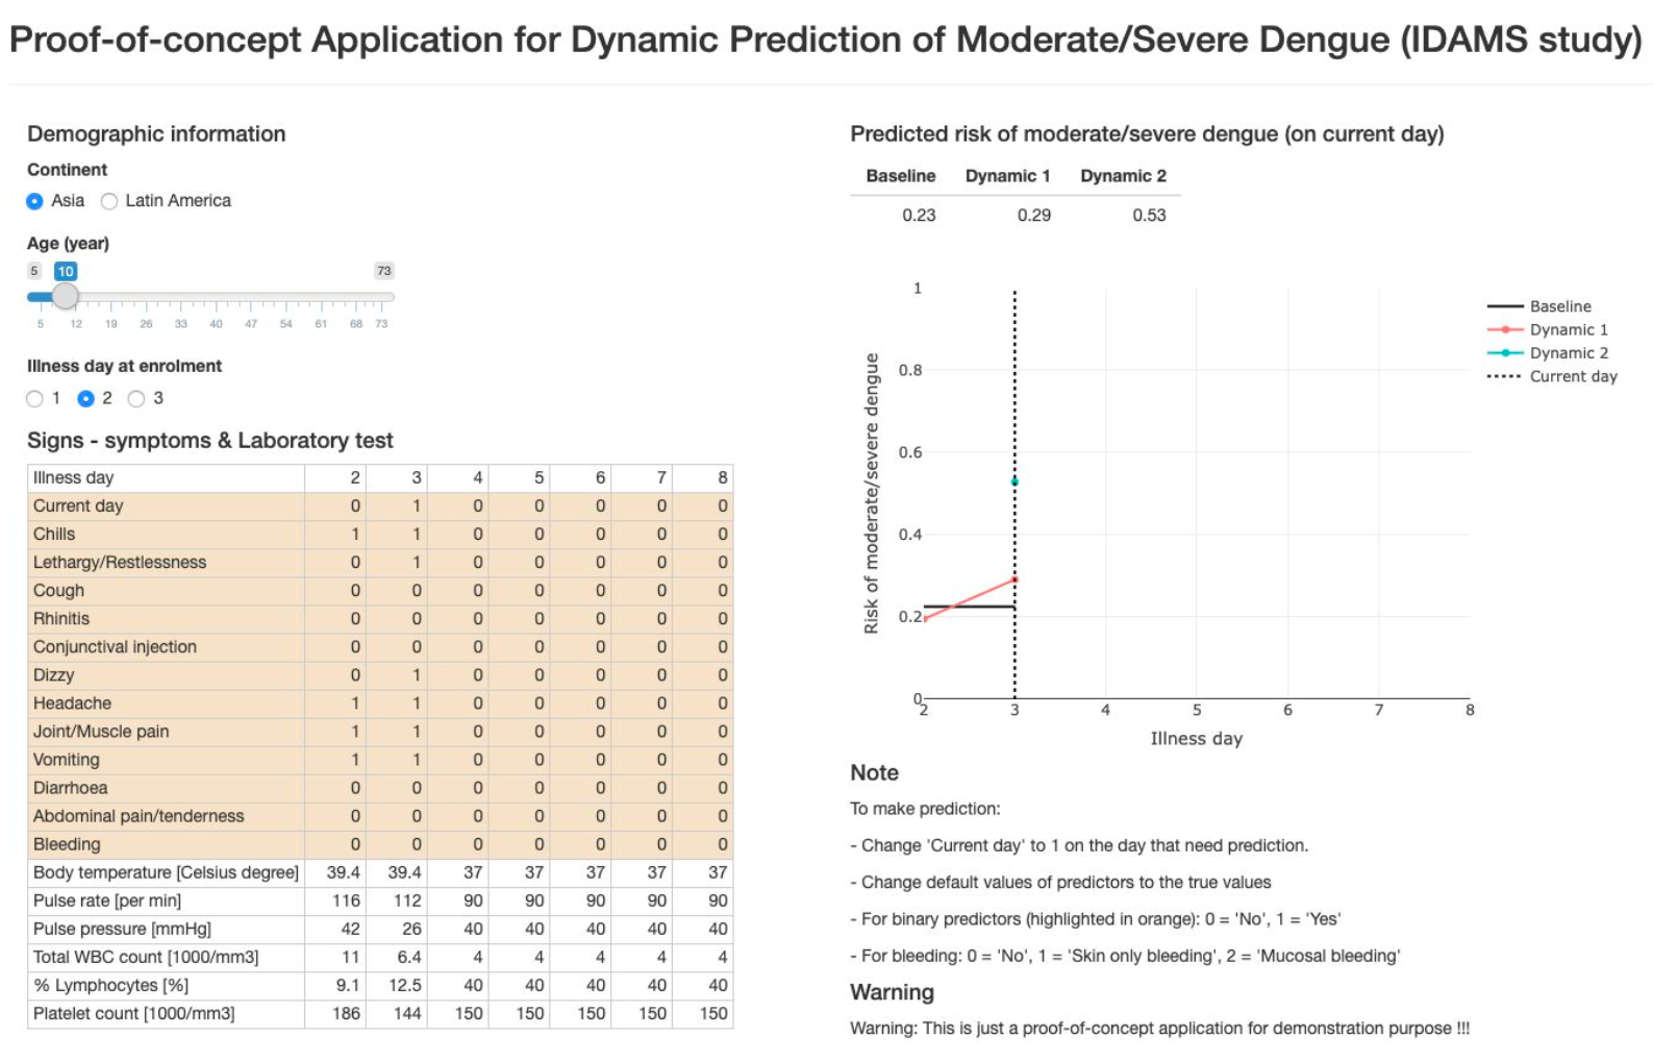 Proof-of-concept Application for Dynamic Prediction of Moderate/Severe Dengue (IDAMS study)
Demographic information
Continent
Asia Latin America
Age (year)
5 10 73
5 12 19 26 33 40 47 54 61 68 73
Illness day at enrolment
1 2 3
Signs - symptoms & Laboratory test
Illness day 2 3 4 5 6 7 8
Current day 0 1 0 0 0 0 0
Chills 1 1 0 0 0 0 0
Lethargy/Restlessness 0 1 0 0 0 0 0
Cough 0 0 0 0 0 0 0
Rhinitis 0 0 0 0 0 0 0
Conjunctival injection 0 0 0 0 0 0 0
Dizzy 0 1 0 0 0 0 0
Headache 1 1 0 0 0 0 0
Joint/Muscle pain 1 1 0 0 0 0 0
Vomiting 1 1 0 0 0 0 0
Diarrhoea 0 0 0 0 0 0 0
Abdominal pain/tenderness 0 0 0 0 0 0 0
Bleeding 0 0 0 0 0 0 0
Body temperature [Celsius degree] 39.4 39.4 37 37 37 37 37
Pulse rate [per min] 116 112 90 90 90 90 90
Pulse pressure [mmHg] 42 26 40 40 40 40 40
Total WBC count [1000/mm3] 11 6.4 4 4 4 4 4
% Lymphocytes [%] 9.1 12.5 40 40 40 40 40
Platelet count [1000/mm3] 186 144 150 150 150 150 150
Predicted risk of moderate/severe dengue (on current day)
Baseline Dynamic 1 Dynamic 2
0.23 0.29 0.53
Risk of moderate/severe dengue
1
0.8
0.6
0.4
0.2
0
2 3 4 5 6 7 8
Illness day
Baseline
Dynamic 1
Dynamic 2
Current day
Note
To make prediction:
- Change 'Current day' to 1 on the day that need prediction.
- Change default values of predictors to the true values
- For binary predictors (highlighted in orange): 0 = 'No', 1 = 'Yes'
- For bleeding: 0 = 'No', 1 = 'Skin only bleeding', 2 = 'Mucosal bleeding'
Warning
Warning: This is just a proof-of-concept application for demonstration purpose !!!